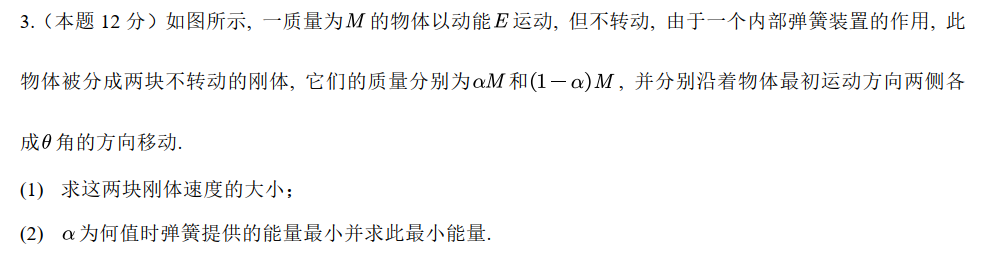 3.（本题 12 分）如图所示, 一质量为M 的物体以动能E 运动, 但不转动, 由于一个内部弹簧装置的作用, 此
物体被分成两块不转动的刚体, 它们的质量分别为αM 和(1−α)M , 并分别沿着物体最初运动方向两侧各
成θ 角的方向移动.
(1) 求这两块刚体速度的大小；
(2) α 为何值时弹簧提供的能量最小并求此最小能量.